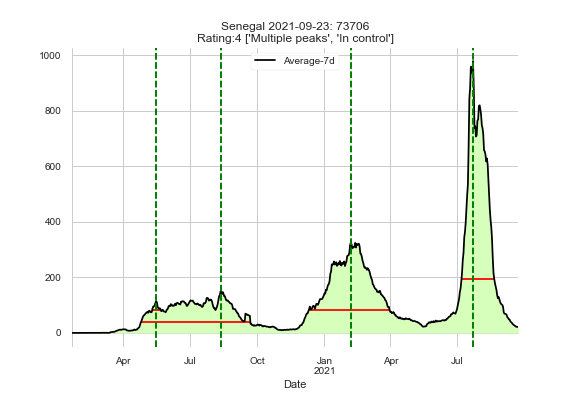 Senegal 2021-09-23: 73706
Rating:4 ['Multiple peaks', 'In control']
Average-7d
1000
800
600
400
200
0
Apr Jul Oct Jan Apr Jul
2021
Date